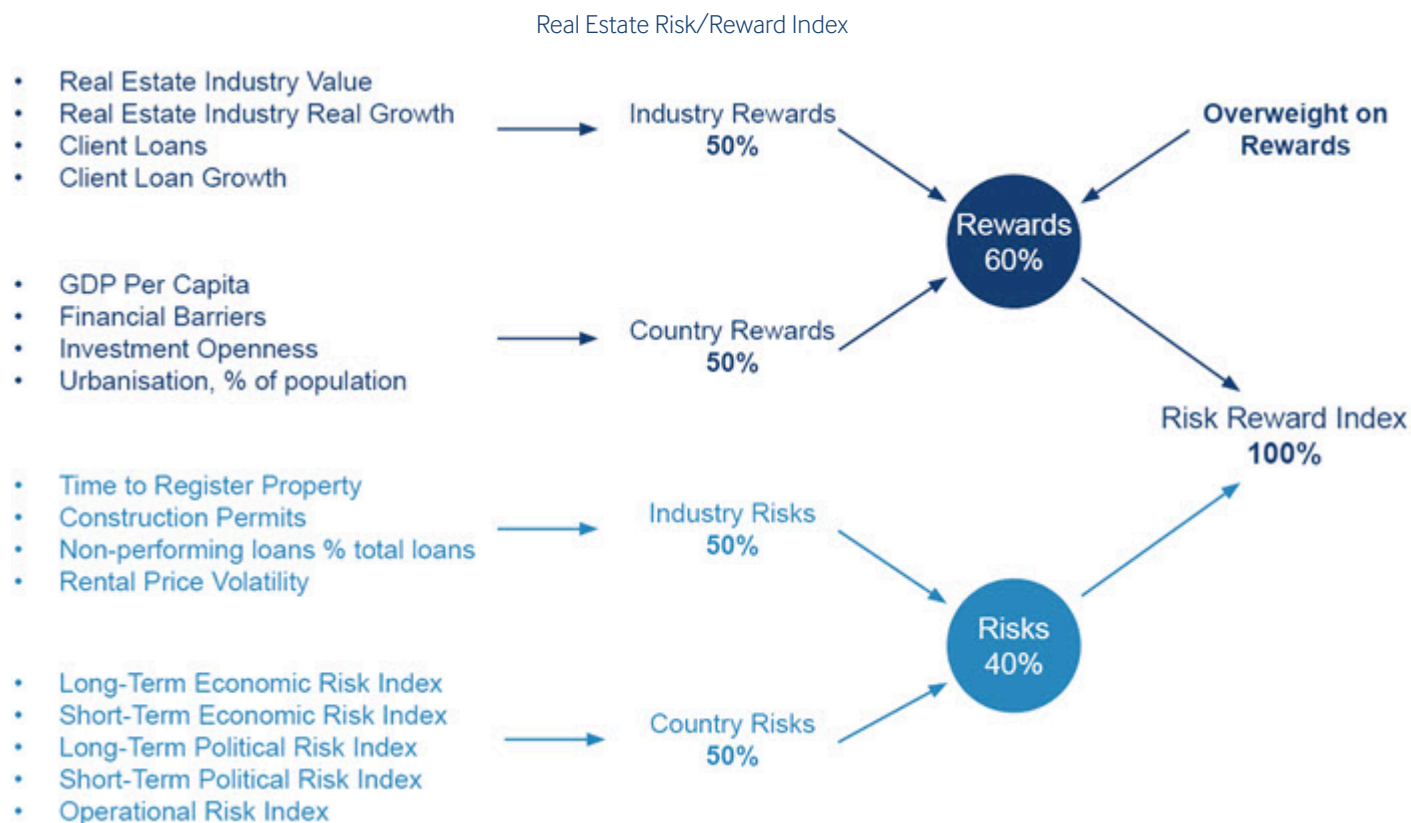 Real Estate Risk/Reward Index
• Real Estate Industry Value
• Real Estate Industry Real Growth
• Client Loans
• Client Loan Growth
Industry Rewards
50%
Overweight on
Rewards
Rewards
60%
• GDP Per Capita
• Financial Barriers
• Investment Openness
• Urbanisation, % of population
Country Rewards
50%
Risk Reward Index
100%
• Time to Register Property
• Construction Permits
• Non-performing loans % total loans
• Rental Price Volatility
Industry Risks
50%
Risks
40%
• Long-Term Economic Risk Index
• Short-Term Economic Risk Index
• Long-Term Political Risk Index
• Short-Term Political Risk Index
• Operational Risk Index
Country Risks
50%